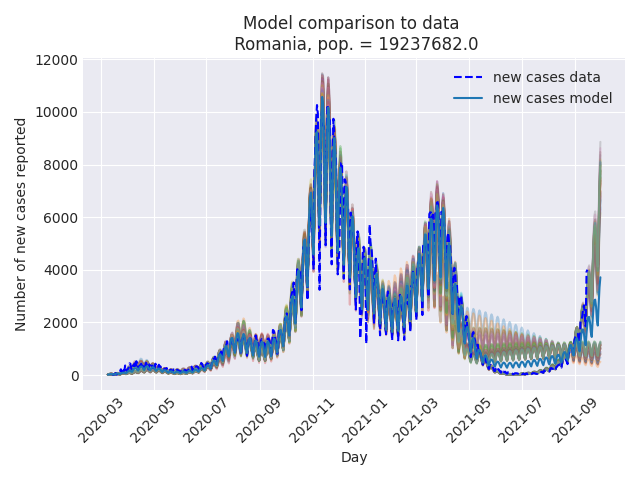 Model comparison to data
Romania, pop. = 19237682.0
new cases data
new cases model
Number of new cases reported
12000
10000
8000
6000
4000
2000
0
2020-03
2020-05
2020-07
2020-09
2020-11
2021-01
2021-03
2021-05
2021-07
2021-09
Day